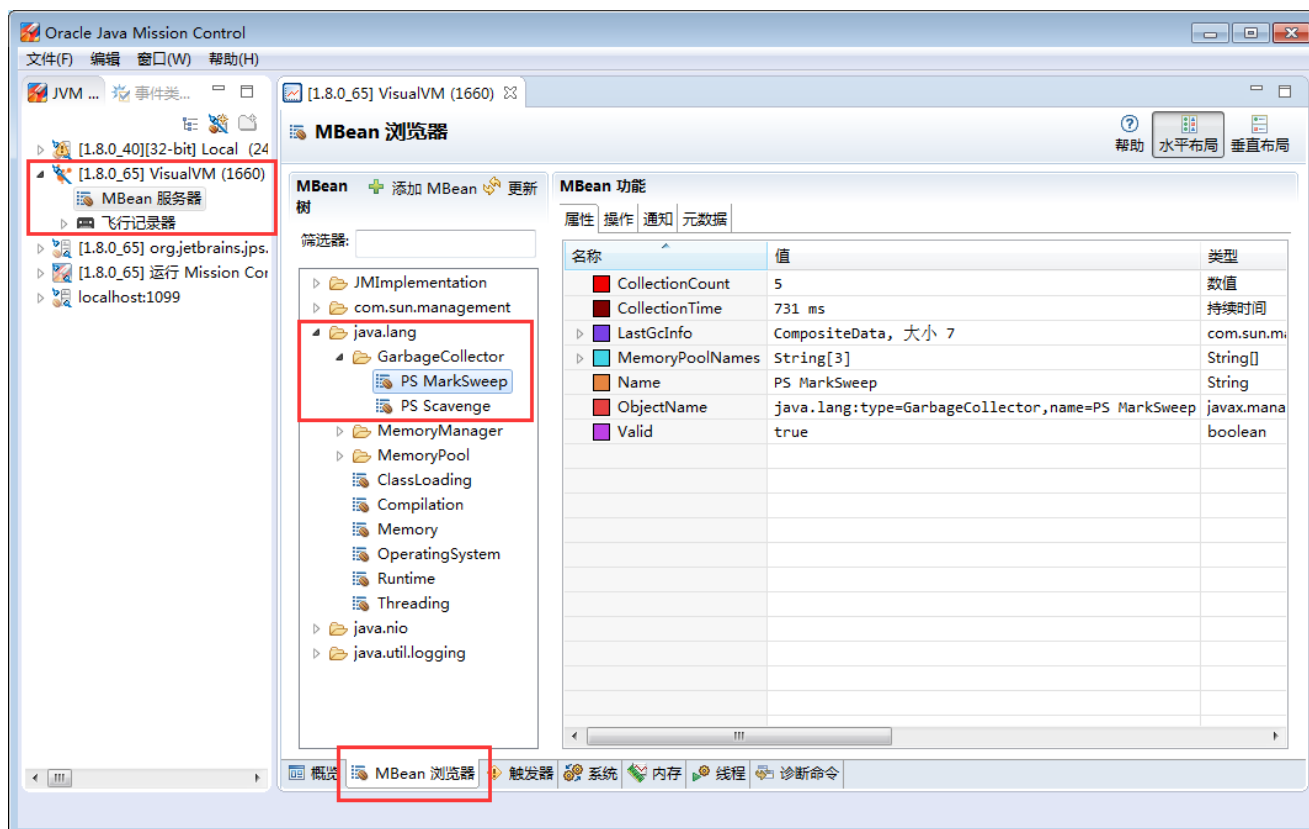 Oracle Java Mission Control
文件(F) 编辑 窗口(W) 帮助(H)
JVM ... 事件类...
[1.8.0_40][32-bit] Local (24
[1.8.0_65] VisualVM (1660)
MBean 服务器
飞行记录器
[1.8.0_65] org.jetbrains.jps.
[1.8.0_65] 运行 Mission Cor
localhost:1099
[1.8.0_65] VisualVM (1660)
MBean 浏览器
帮助 水平布局 垂直布局
MBean 树 添加 MBean 更新
筛选器:
JMImplementation
com.sun.management
java.lang
GarbageCollector
PS MarkSweep
PS Scavenge
MemoryManager
MemoryPool
ClassLoading
Compilation
Memory
OperatingSystem
Runtime
Threading
java.nio
java.util.logging
MBean 功能
属性 操作 通知 元数据
名称 值 类型
CollectionCount 5 数值
CollectionTime 731 ms 持续时间
LastGcInfo CompositeData, 大小 7 com.sun.ma
MemoryPoolNames String[3] String[]
Name PS MarkSweep String
ObjectName java.lang:type=GarbageCollector,name=PS MarkSweep javax.mana
Valid true boolean
概览 MBean 浏览器 触发器 系统 内存 线程 诊断命令